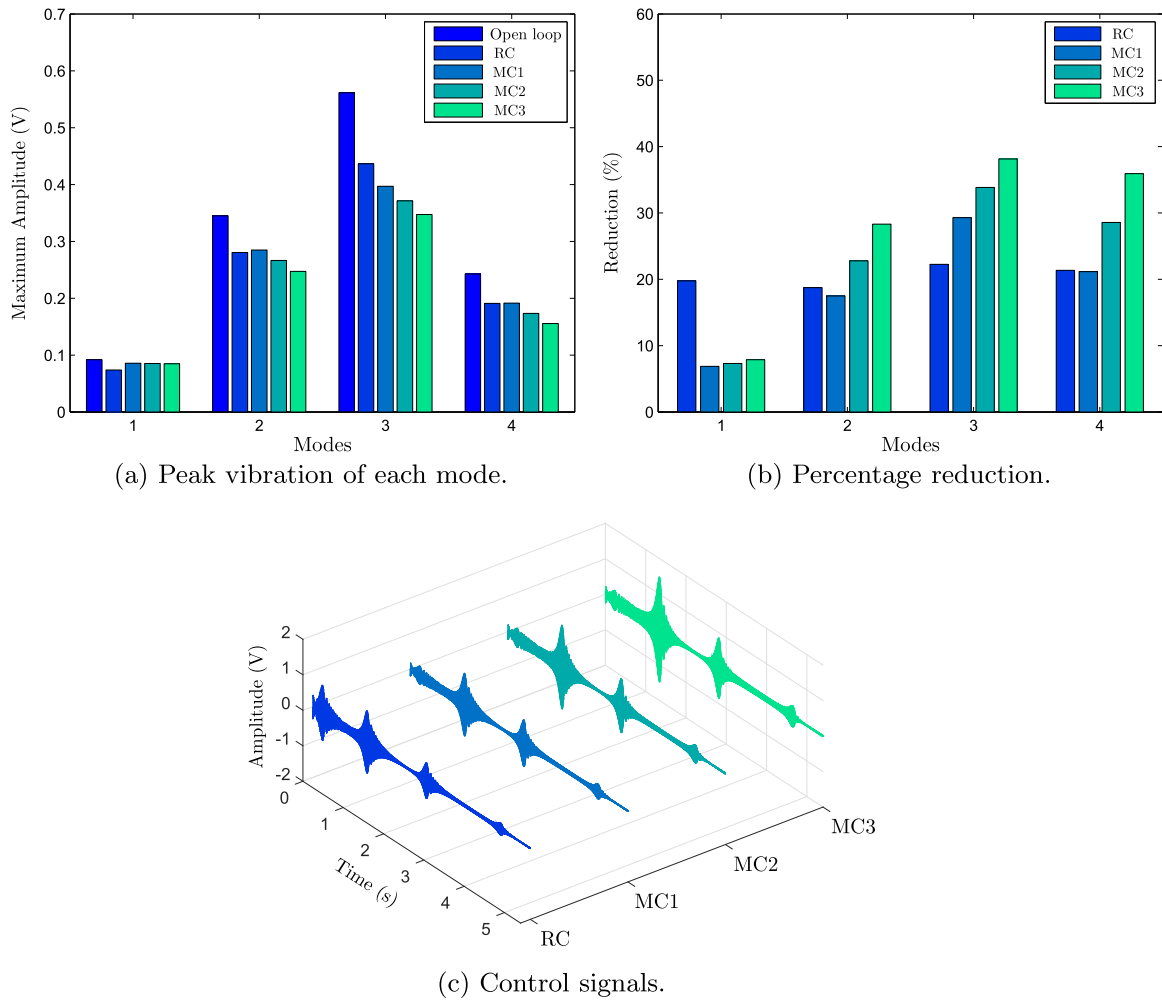 0.7
0.6
0.5
0.4
0.3
0.2
0.1
0
Maximum Amplitude (V)
Open loop
RC
MC1
MC2
MC3
1 2 3 4
Modes
(a) Peak vibration of each mode.
60
50
40
30
20
10
0
Reduction (%)
RC
MC1
MC2
MC3
1 2 3 4
Modes
(b) Percentage reduction.
2
1
0
-1
-2
Amplitude (V)
0
1
2
3
4
5
Time (s)
MC3
MC2
MC1
RC
(c) Control signals.